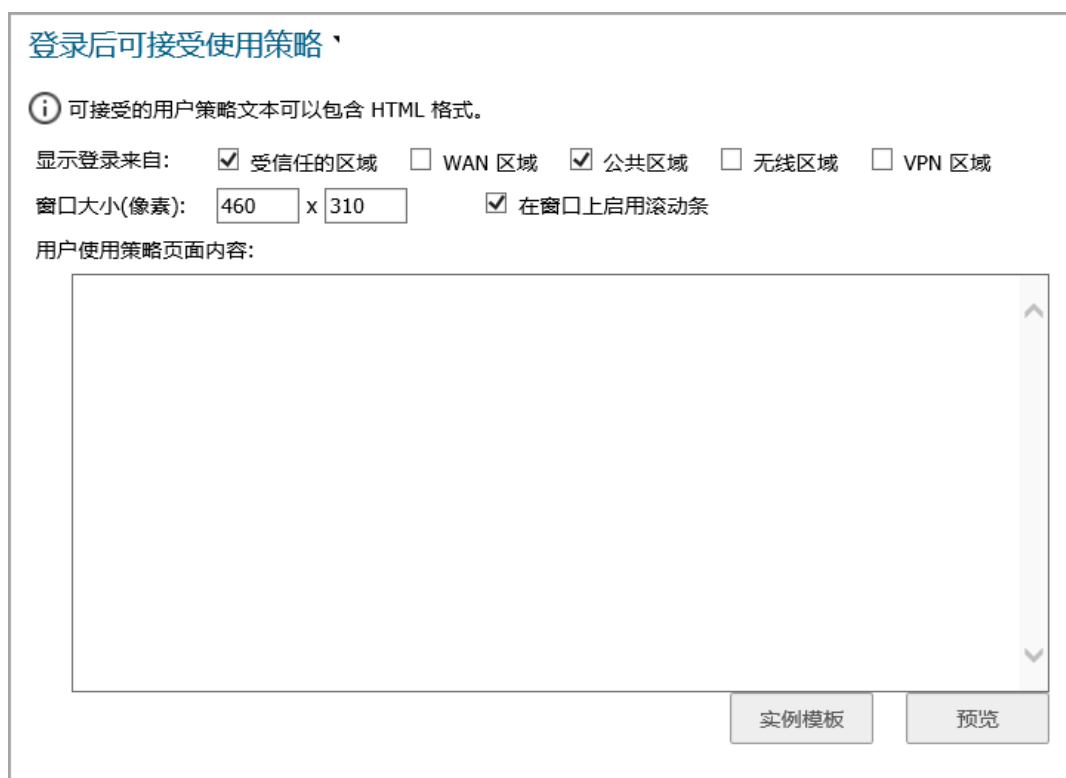 登录后可接受使用策略
可接受的用户策略文本可以包含 HTML 格式。
显示登录来自: 受信任的区域 WAN 区域 公共区域 无线区域 VPN 区域
窗口大小(像素): 460 x 310 在窗口上启用滚动条
用户使用策略页面内容:
实例模板 预览